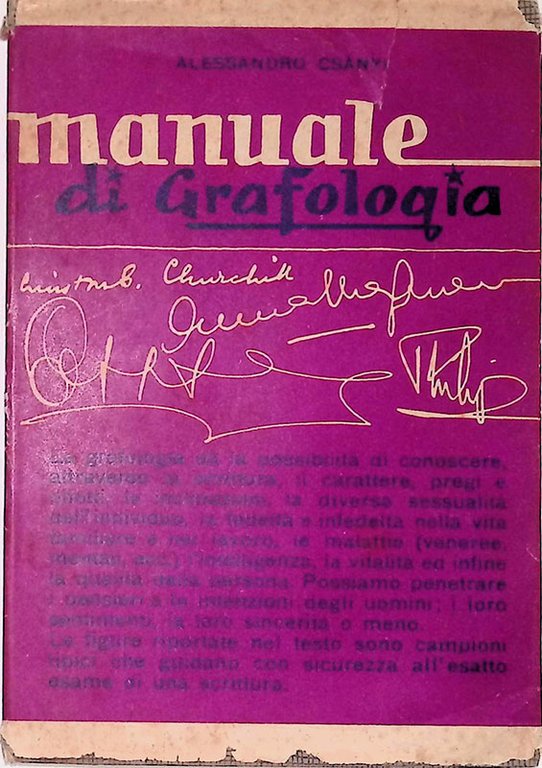 ALESSANDRO CSÁNYI
manuale
di Grafologia
Churchill
Philip
La grafologia dà la possibilità di conoscere,
attraverso la scrittura, il carattere, pregi e
difetti, le inclinazioni, la diversa sessualità
dell'individuo, la fedeltà e infedeltà nella vita
familiare e nel lavoro, le malattie (veneree,
mentali, ecc.) l'intelligenza, la vitalità ed infine
la qualità della persona. Possiamo penetrare
i pensieri e le intenzioni degli uomini; i loro
sentimenti, la loro sincerità o meno.
Le figure riportate nel testo sono campioni
tipici che guidano con sicurezza all'esatto
esame di una scrittura.